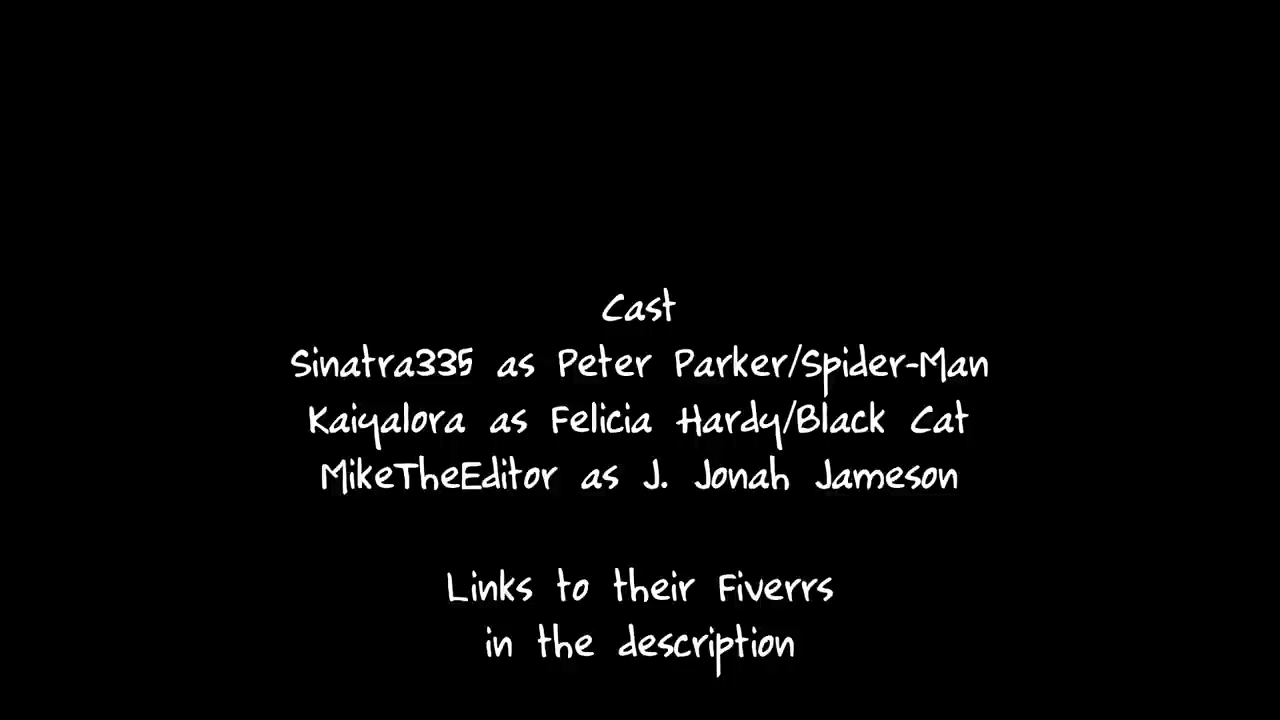 Cast
Sinatra335 as Peter Parker/Spider-Man
Kaiyalora as Felicia Hardy/Black Cat
MikeTheEditor as J. Jonah Jameson
Links to their Fiverrs
in the description